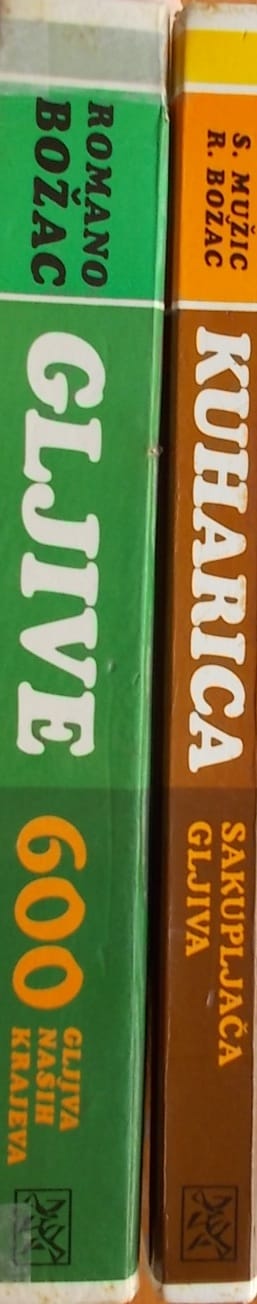 ROMANO
BOŽAC
GLJIVE
600
GLJIVA
NAŠIH
KRAJEVA
S. MUŽIC
R. BOŽAC
KUHARICA
SAKUPLJAČA
GLJIVA